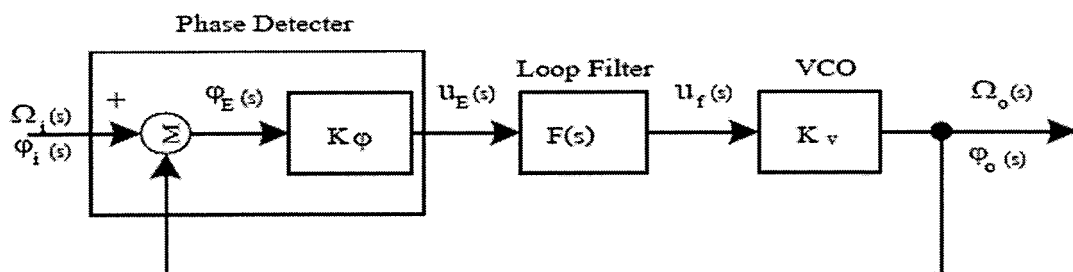 Phase Detecter
Loop Filter
VCO
Ω_i(s)
φ_i(s)
+
Σ
φ_E(s)
Kφ
u_E(s)
F(s)
u_f(s)
K_v
Ω_o(s)
φ_o(s)